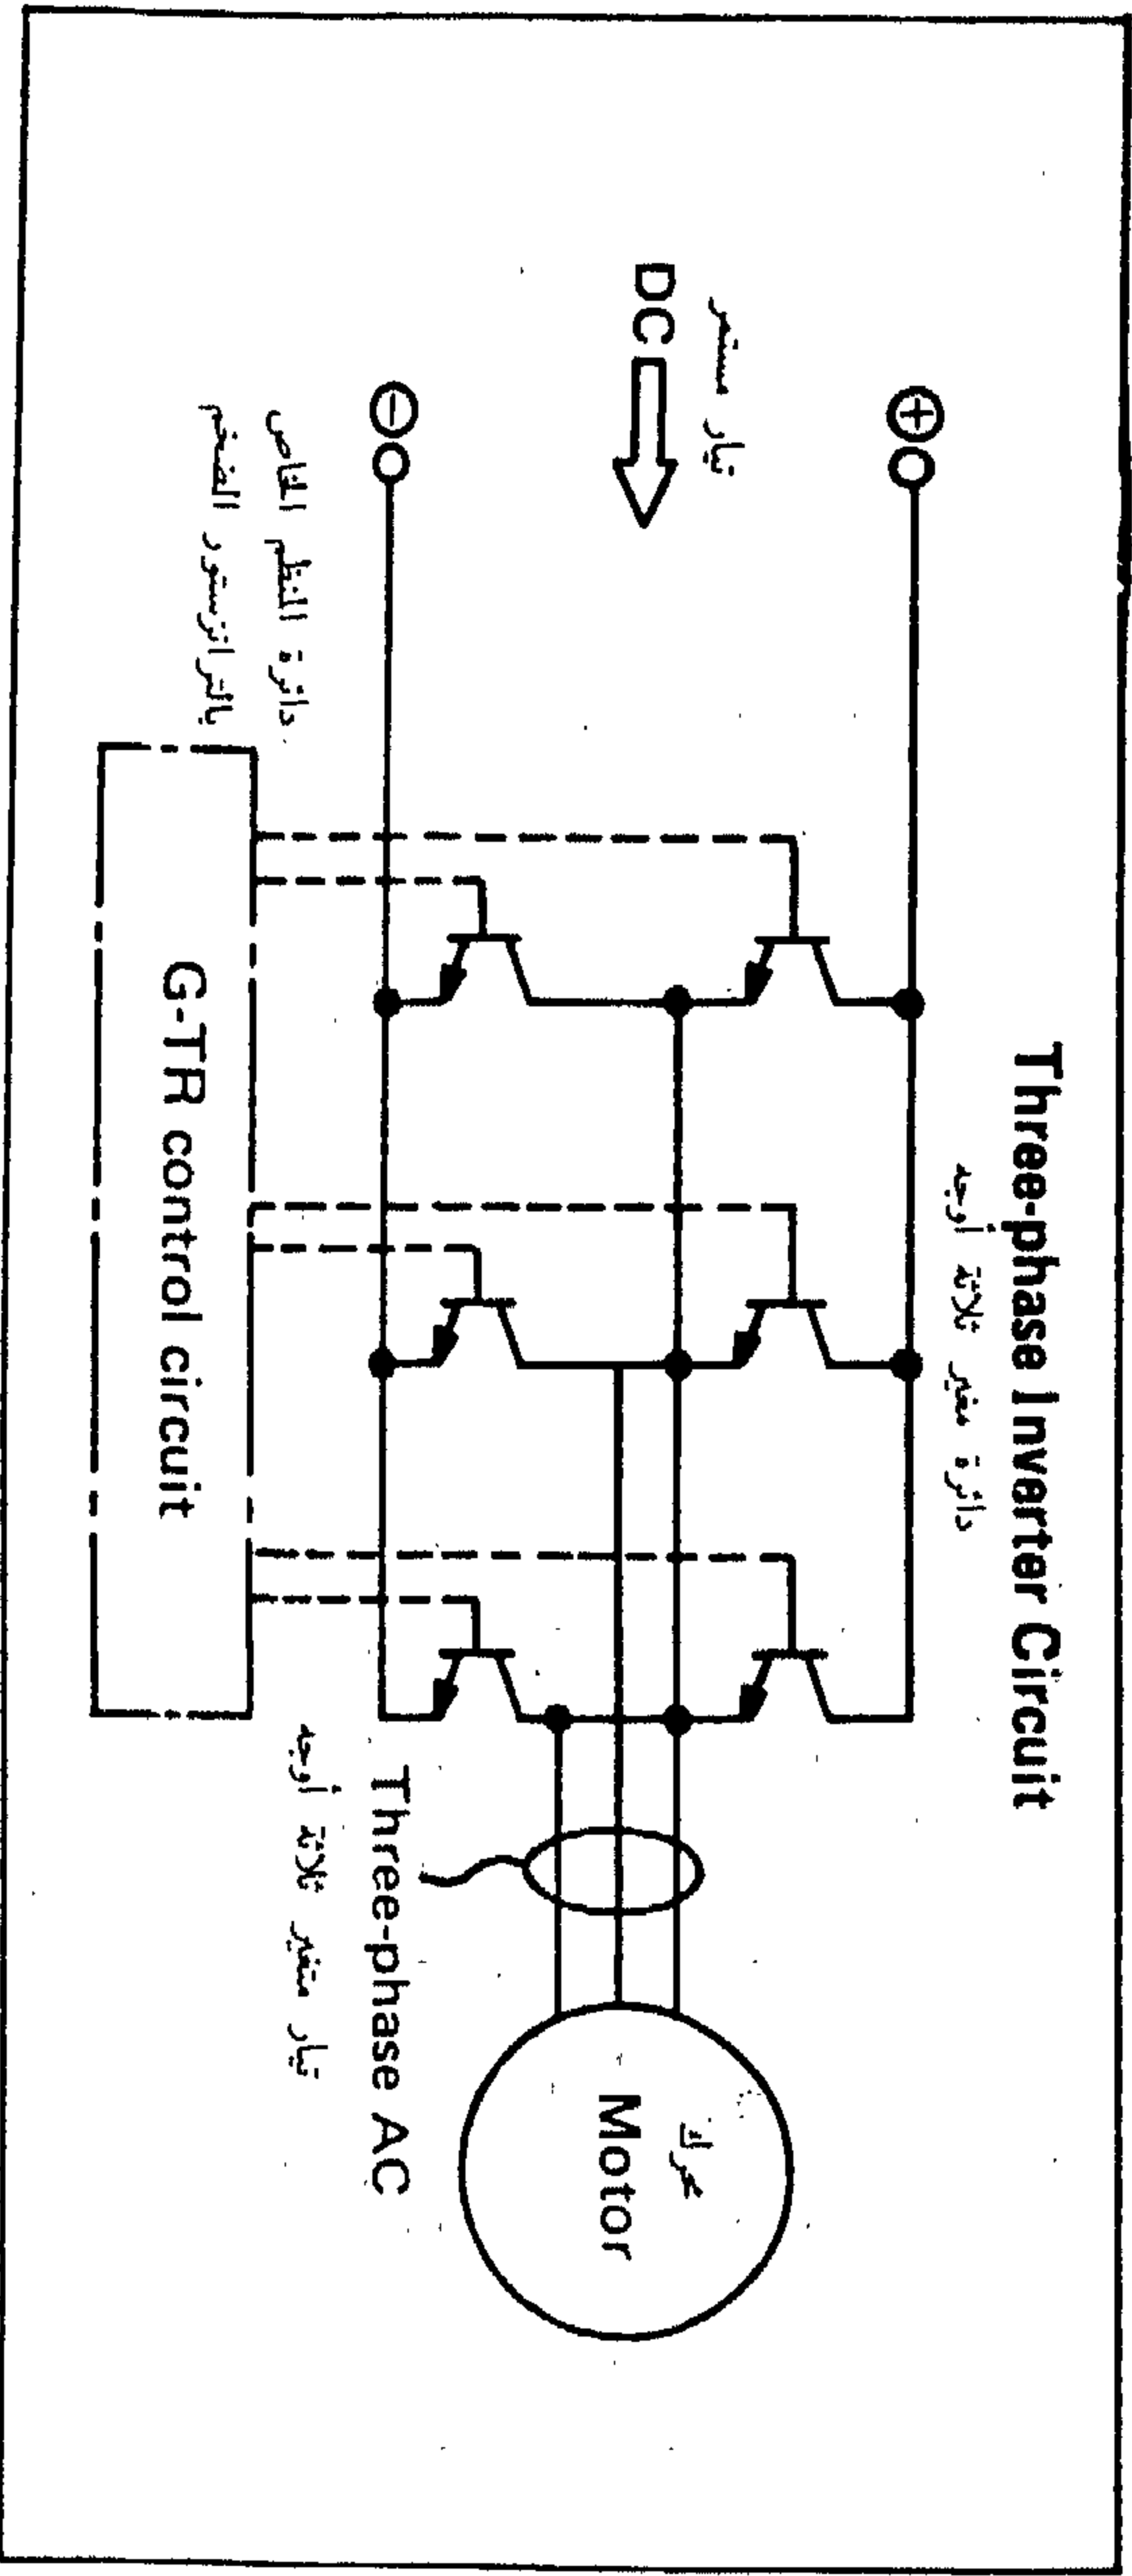 Three-phase Inverter Circuit
دائرة مغير ثلاثة أوجه
⊕
تيار مستمر
DC
⊖
محرك
Motor
Three-phase AC
تيار متغير ثلاثة أوجه
دائرة النظم الخاص
بالترانزستور الضخم
G-TR control circuit